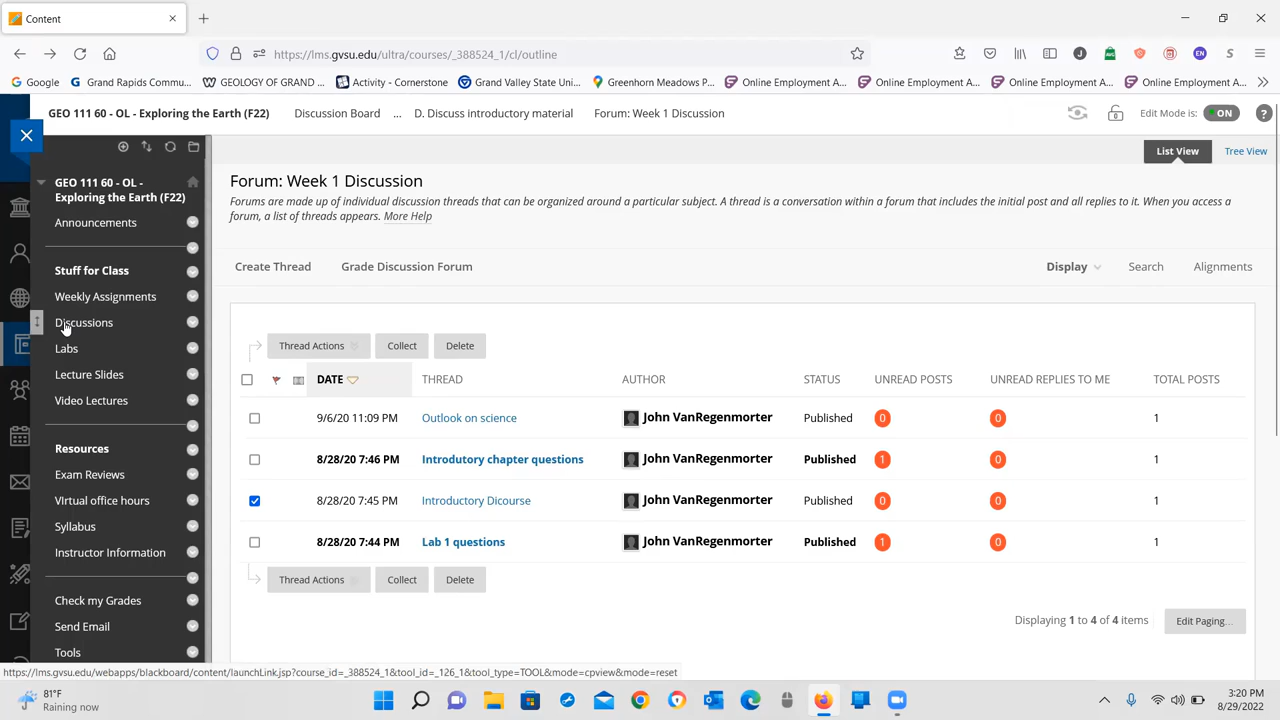 Content
https://lms.gvsu.edu/ultra/courses/_388524_1/cl/outline
Google
Grand Rapids Commu...
GEOLOGY OF GRAND ...
Activity - Cornerstone
Grand Valley State Uni...
Greenhorn Meadows P...
Online Employment A...
Online Employment A...
Online Employment A...
Online Employment A...
GEO 111 60 - OL - Exploring the Earth (F22)
Discussion Board
...
D. Discuss introductory material
Forum: Week 1 Discussion
Edit Mode is:
ON
?
List View
Tree View
GEO 111 60 - OL -
Exploring the Earth (F22)
Announcements
Stuff for Class
Weekly Assignments
Discussions
Labs
Lecture Slides
Video Lectures
Resources
Exam Reviews
VIrtual office hours
Syllabus
Instructor Information
Check my Grades
Send Email
Tools
Forum: Week 1 Discussion
Forums are made up of individual discussion threads that can be organized around a particular subject. A thread is a conversation within a forum that includes the initial post and all replies to it. When you access a
forum, a list of threads appears. More Help
Create Thread
Grade Discussion Forum
Display
Search
Alignments
Thread Actions
Collect
Delete
DATE
THREAD
AUTHOR
STATUS
UNREAD POSTS
UNREAD REPLIES TO ME
TOTAL POSTS
9/6/20 11:09 PM Outlook on science John VanRegenmorter Published 0 0 1
8/28/20 7:46 PM Introdutory chapter questions John VanRegenmorter Published 1 0 1
8/28/20 7:45 PM Introductory Dicourse John VanRegenmorter Published 0 0 1
8/28/20 7:44 PM Lab 1 questions John VanRegenmorter Published 1 0 1
Thread Actions
Collect
Delete
Displaying 1 to 4 of 4 items
Edit Paging...
https://lms.gvsu.edu/webapps/blackboard/content/launchLink.jsp?course_id=_388524_1&tool_id=_126_1&tool_type=TOOL&mode=cpview&mode=reset
81°F
Raining now
3:20 PM
8/29/2022